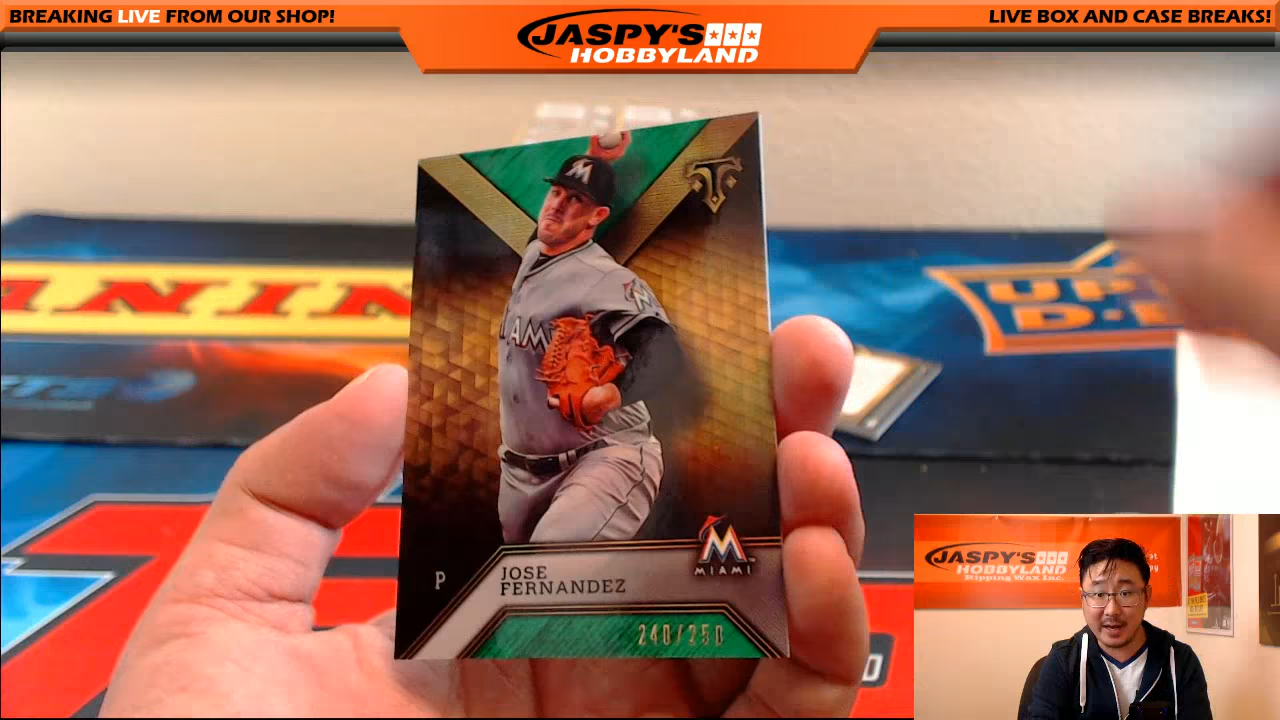 BREAKING LIVE FROM OUR SHOP!
JASPY'S
HOBBYLAND
LIVE BOX AND CASE BREAKS!
MIAMI
P
JOSE
FERNANDEZ
240/250
JASPY'S
HOBBYLAND
Ripping Wax Inc.